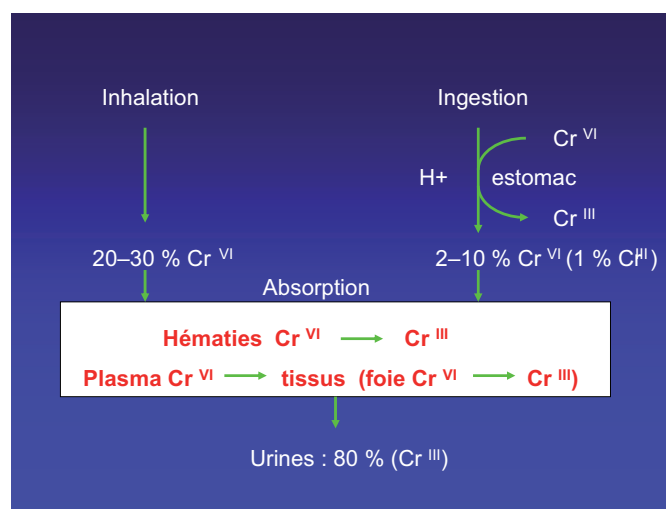 Inhalation Ingestion
Cr VI
H+ estomac
Cr III
20–30 % Cr VI 2–10 % Cr VI (1 % Cr III)
Absorption
Hématies Cr VI Cr III
Plasma Cr VI tissus (foie Cr VI Cr III)
Urines : 80 % (Cr III)